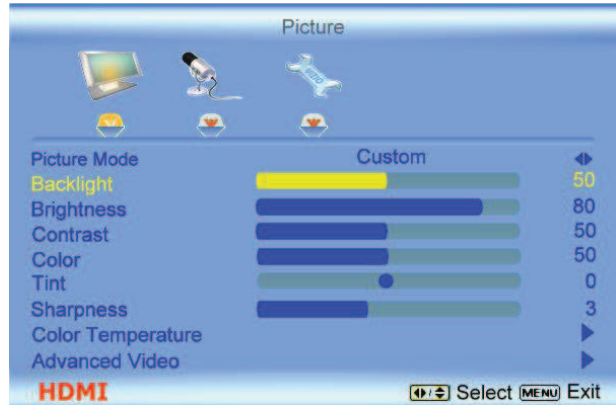 Picture
VIZIO
Picture Mode Custom
Backlight 50
Brightness 80
Contrast 50
Color 50
Tint 0
Sharpness 3
Color Temperature
Advanced Video
HDMI Select MENU Exit